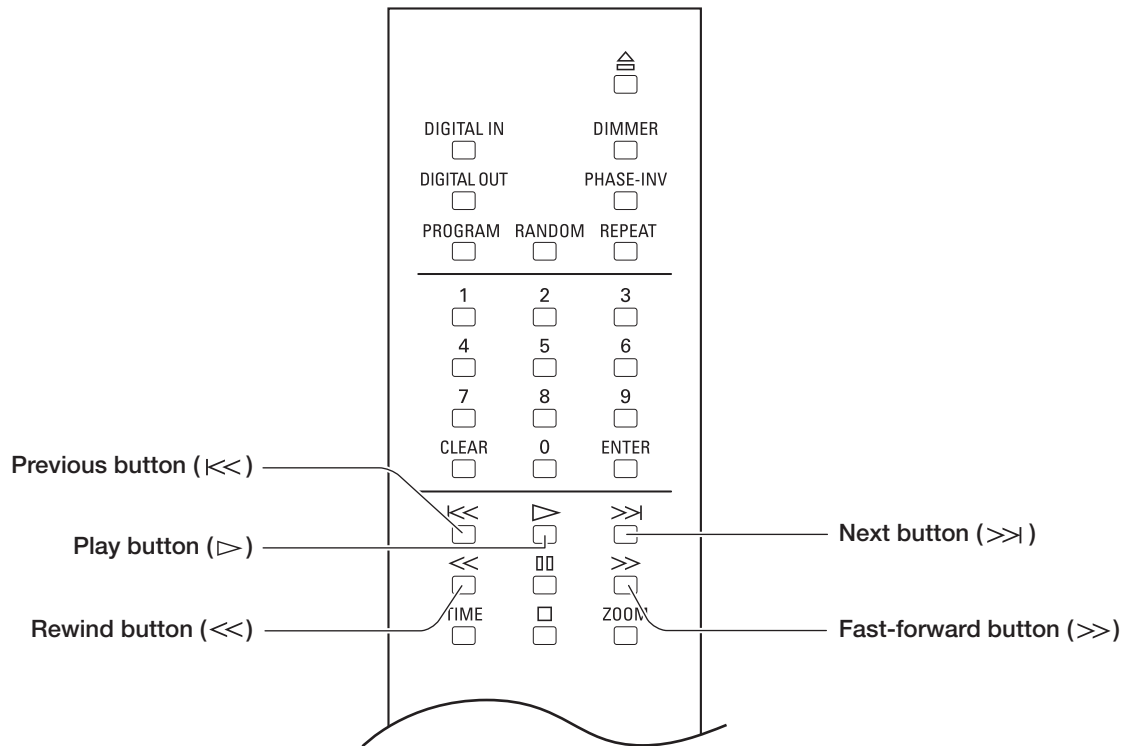 DIGITAL IN DIMMER
DIGITAL OUT PHASE-INV
PROGRAM RANDOM REPEAT
1 2 3
4 5 6
7 8 9
CLEAR 0 ENTER
Previous button (|<<)
Play button (▷)
Next button (>>|)
Rewind button (<<)
TIME ZOOM
Fast-forward button (>>)